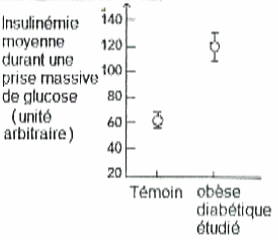 Insulinémie
moyenne
durant une
prise massive
de glucose
(unité
arbitraire)
140
120
100
80
60
40
20
Témoin
obèse
diabétique
étudié